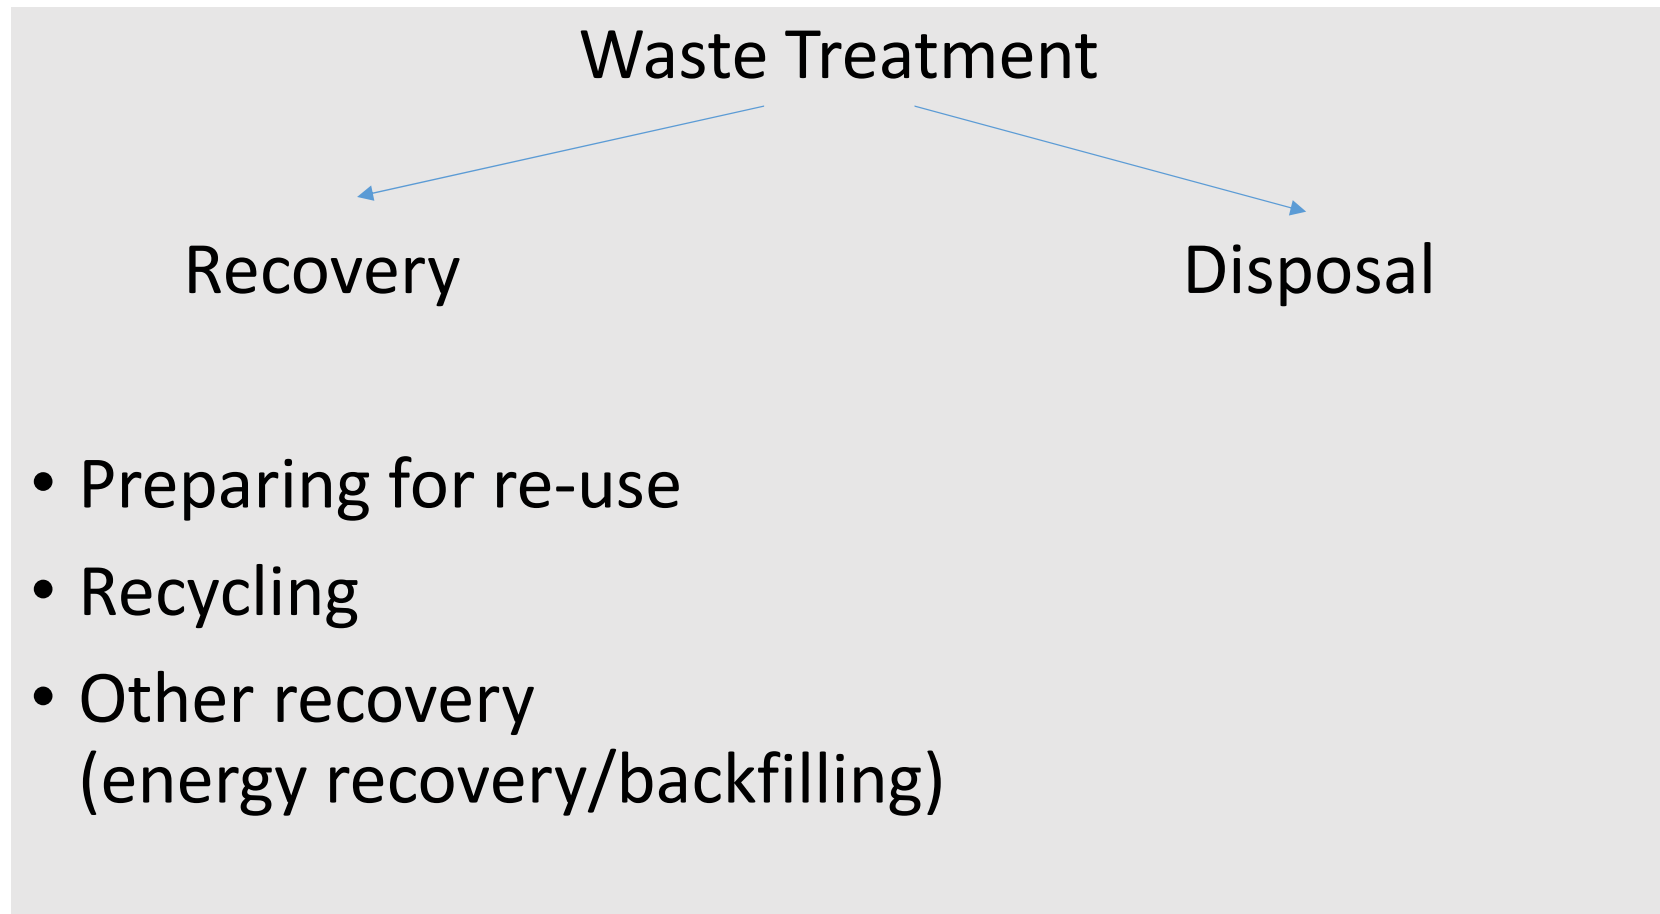 Waste Treatment
Recovery
Disposal
• Preparing for re-use
• Recycling
• Other recovery
(energy recovery/backfilling)